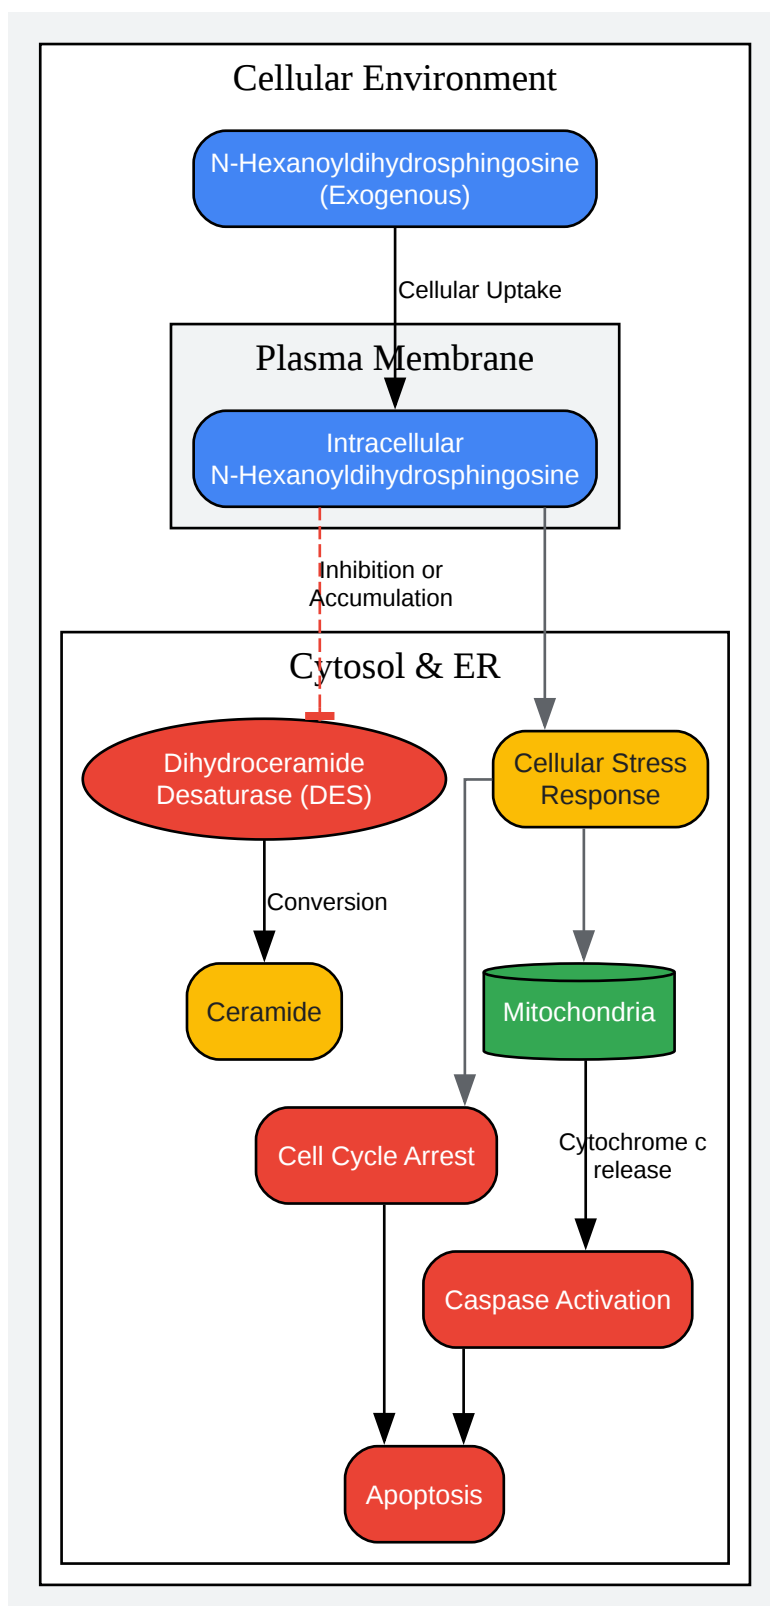 Cellular Environment
N-Hexanoyldihydrosphingosine
(Exogenous)
Cellular Uptake
Plasma Membrane
Intracellular
N-Hexanoyldihydrosphingosine
Inhibition or
Accumulation
Cytosol & ER
Dihydroceramide
Desaturase (DES)
Cellular Stress
Response
Conversion
Ceramide
Mitochondria
Cytochrome c
release
Cell Cycle Arrest
Caspase Activation
Apoptosis